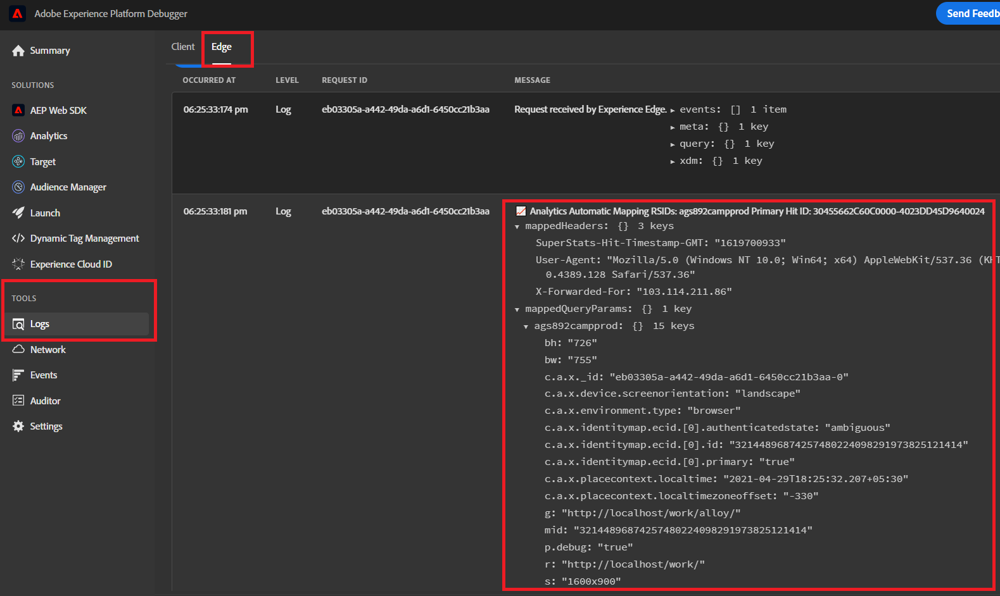 Adobe Experience Platform Debugger
Send Feedb
Summary
SOLUTIONS
AEP Web SDK
Analytics
Target
Audience Manager
Launch
Dynamic Tag Management
Experience Cloud ID
TOOLS
Logs
Network
Events
Auditor
Settings
Client Edge
OCCURRED AT LEVEL REQUEST ID MESSAGE
06:25:33:174 pm Log eb03305a-a442-49da-a6d1-6450cc21b3aa Request received by Experience Edge. ▸ events: [] 1 item
▸ meta: {} 1 key
▸ query: {} 1 key
▸ xdm: {} 1 key
06:25:33:181 pm Log eb03305a-a442-49da-a6d1-6450cc21b3aa Analytics Automatic Mapping RSIDs: ags892campprod Primary Hit ID: 30455662C60C0000-4023DD45D9640024
▾ mappedHeaders: {} 3 keys
SuperStats-Hit-Timestamp-GMT: "1619700933"
User-Agent: "Mozilla/5.0 (Windows NT 10.0; Win64; x64) AppleWebKit/537.36 (KHT
0.4389.128 Safari/537.36"
X-Forwarded-For: "103.114.211.86"
▾ mappedQueryParams: {} 1 key
▾ ags892campprod: {} 15 keys
bh: "726"
bw: "755"
c.a.x._id: "eb03305a-a442-49da-a6d1-6450cc21b3aa-0"
c.a.x.device.screenorientation: "landscape"
c.a.x.environment.type: "browser"
c.a.x.identitymap.ecid.[0].authenticatedstate: "ambiguous"
c.a.x.identitymap.ecid.[0].id: "32144896874257480224098291973825121414"
c.a.x.identitymap.ecid.[0].primary: "true"
c.a.x.placecontext.localtime: "2021-04-29T18:25:32.207+05:30"
c.a.x.placecontext.localtimezoneoffset: "-330"
g: "http://localhost/work/alloy/"
mid: "32144896874257480224098291973825121414"
p.debug: "true"
r: "http://localhost/work/"
s: "1600x900"